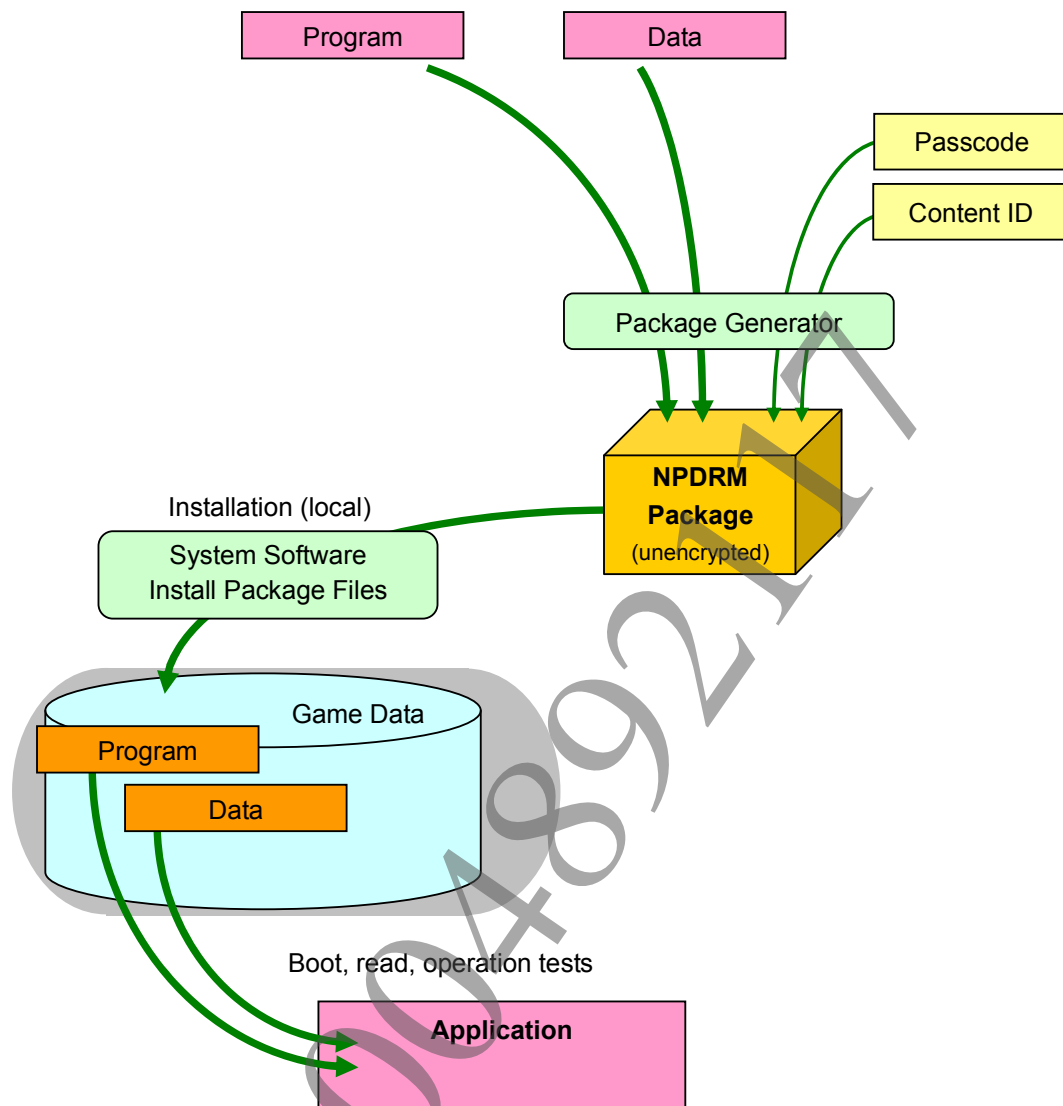 Program
Data
Passcode
Content ID
Package Generator
NPDRM
Package
(unencrypted)
Installation (local)
System Software
Install Package Files
Game Data
Program
Data
Boot, read, operation tests
Application
004892117